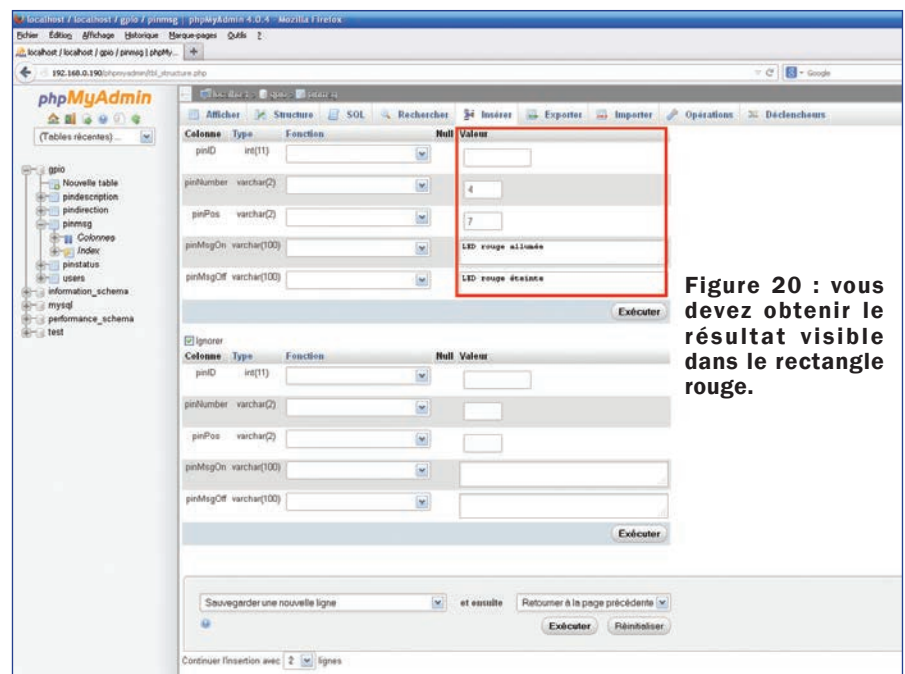 localhost / localhost / gpio / pinmsg | phpMyAdmin 4.0.4 - Mozilla Firefox
Fichier Édition Affichage Historique Marque-pages Outils ?
localhost / localhost / gpio / pinmsg | phpMy...
192.168.0.190/phpmyadmin/tbl_structure.php
Google
phpMyAdmin
(Tables récentes) ...
gpio
Nouvelle table
pindescription
pindirection
pinmsg
Colonnes
Index
pinstatus
users
information_schema
mysql
performance_schema
test
Afficher Structure SQL Rechercher Insérer Exporter Importer Opérations Déclencheurs
Colonne Type Fonction Null Valeur
pinID int(11)
pinNumber varchar(2) 4
pinPos varchar(2) 7
pinMsgOn varchar(100) LED rouge allumée
pinMsgOff varchar(100) LED rouge éteinte
Exécuter
Ignorer
Colonne Type Fonction Null Valeur
pinID int(11)
pinNumber varchar(2)
pinPos varchar(2)
pinMsgOn varchar(100)
pinMsgOff varchar(100)
Exécuter
Sauvegarder une nouvelle ligne et ensuite Retourner à la page précédente
Exécuter Réinitialiser
Continuer l'insertion avec 2 lignes
Figure 20 : vous
devez obtenir le
résultat visible
dans le rectangle
rouge.